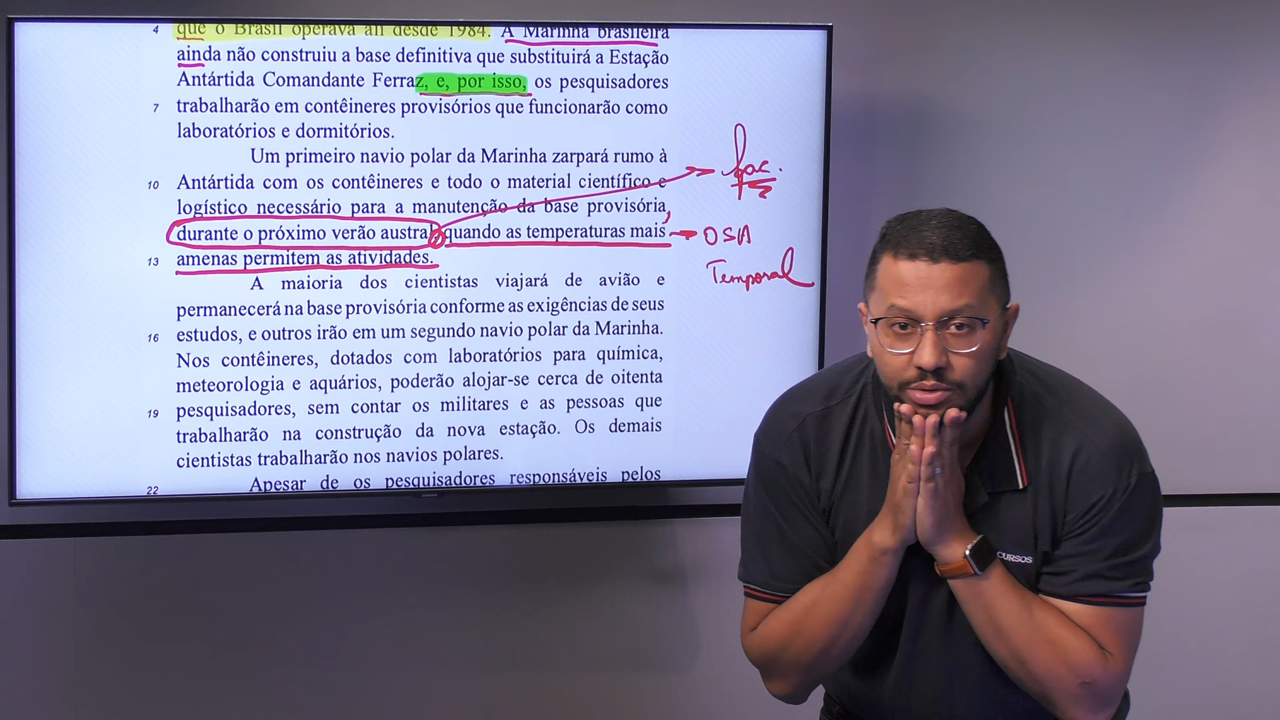 4 que o Brasil operava ali desde 1984. A Marinha brasileira
ainda não construiu a base definitiva que substituirá a Estação
Antártida Comandante Ferraz, e, por isso, os pesquisadores
7 trabalharão em contêineres provisórios que funcionarão como
laboratórios e dormitórios.
Um primeiro navio polar da Marinha zarpará rumo à
10 Antártida com os contêineres e todo o material científico e
logístico necessário para a manutenção da base provisória,
durante o próximo verão austral, quando as temperaturas mais
13 amenas permitem as atividades.
A maioria dos cientistas viajará de avião e
permanecerá na base provisória conforme as exigências de seus
16 estudos, e outros irão em um segundo navio polar da Marinha.
Nos contêineres, dotados com laboratórios para química,
meteorologia e aquários, poderão alojar-se cerca de oitenta
19 pesquisadores, sem contar os militares e as pessoas que
trabalharão na construção da nova estação. Os demais
cientistas trabalharão nos navios polares.
22 Apesar de os pesquisadores responsáveis pelos
fac.
OSA
Temporal
CURSOS